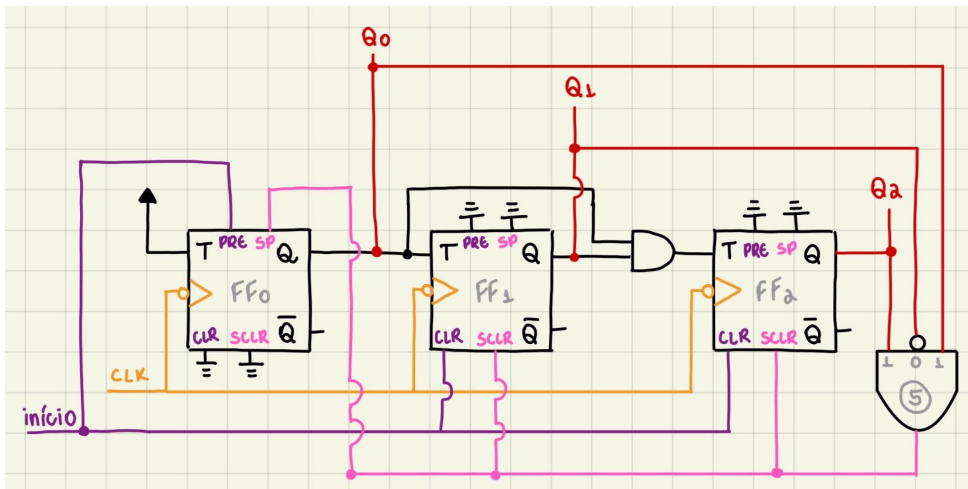 Q0
Q1
Q2
T PRE SP Q
FF0
CLR SCLR Q̅
T PRE SP Q
FF1
CLR SCLR Q̅
T PRE SP Q
FF2
CLR SCLR Q̅
1 0 1
5
CLK
início